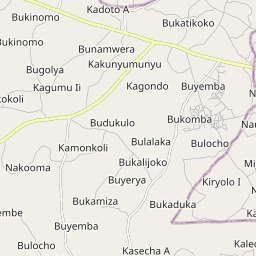 Kadoto A
Bukinomo
Bukatikoko
Bukinomo
Bunamwera
Kakunyumunyu
Bugolya
Kagumu Ii
Kagondo
Buyemba
Budukulo
Bukomba
Bulalaka
Bulocho
Kamonkoli
Bukalijoko
Nakooma
Buyerya
Kiryolo I
Bukamiza
Bukaduka
Buyemba
Bulocho
Kasecha A